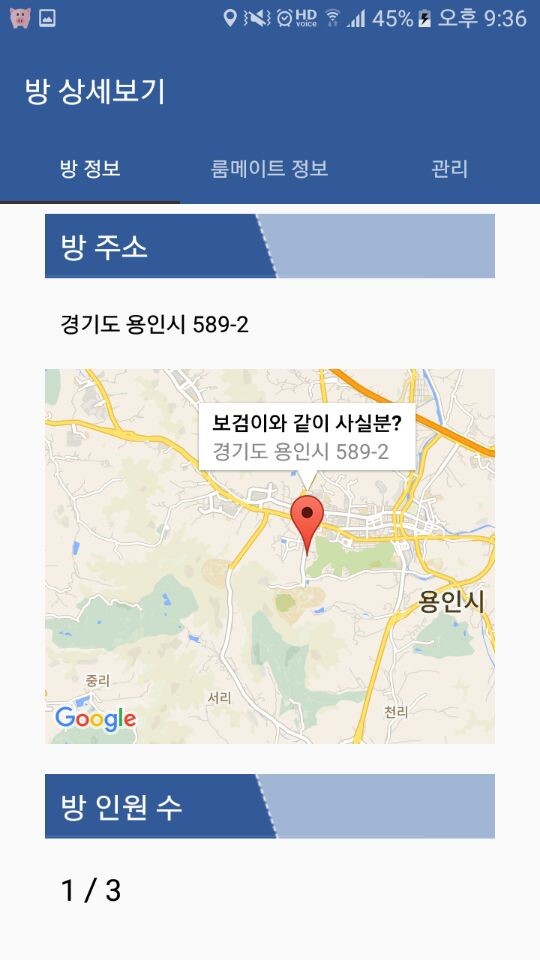 HD voice 45% 오후 9:36
방 상세보기
방 정보 룸메이트 정보 관리
방 주소
경기도 용인시 589-2
보검이와 같이 사실분?
경기도 용인시 589-2
용인시
중리
서리
천리
Google
방 인원 수
1 / 3